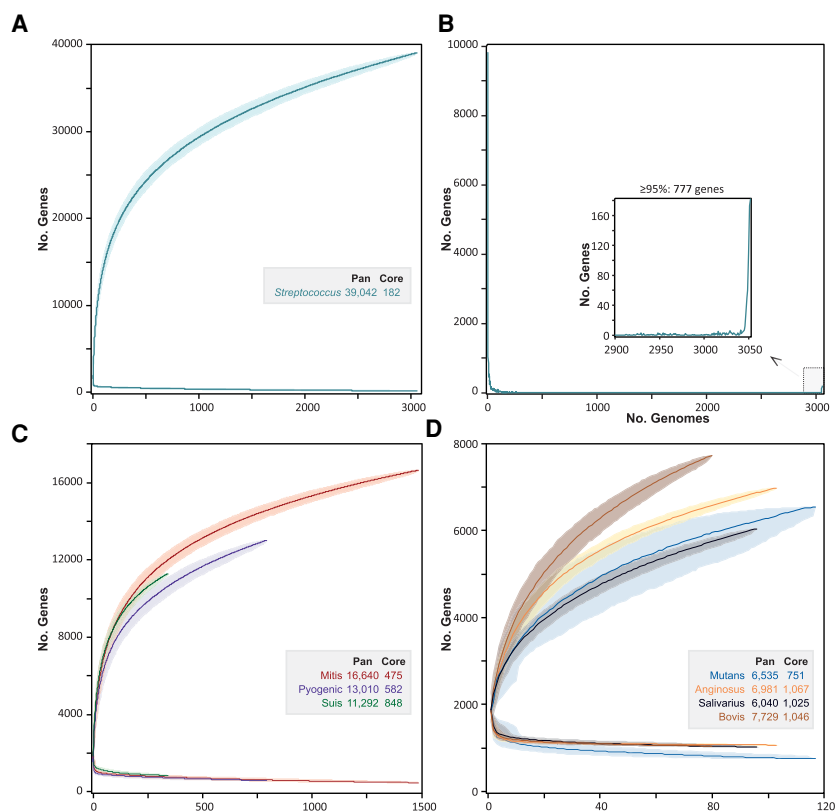 A
40000
30000
20000
10000
0
No. Genes
Pan Core
Streptococcus 39,042 182
0 1000 2000 3000
B
10000
8000
6000
4000
2000
0
No. Genes
≥95%: 777 genes
160
120
80
40
0
No. Genes
2900 2950 3000 3050
0 1000 2000 3000
No. Genomes
C
16000
12000
8000
4000
0
No. Genes
Pan Core
Mitis 16,640 475
Pyogenic 13,010 582
Suis 11,292 848
0 500 750 1500
D
8000
6000
4000
2000
0
No. Genes
Pan Core
Mutans 6,535 751
Anginosus 6,981 1,067
Salivarius 6,040 1,025
Bovis 7,729 1,046
0 40 80 120